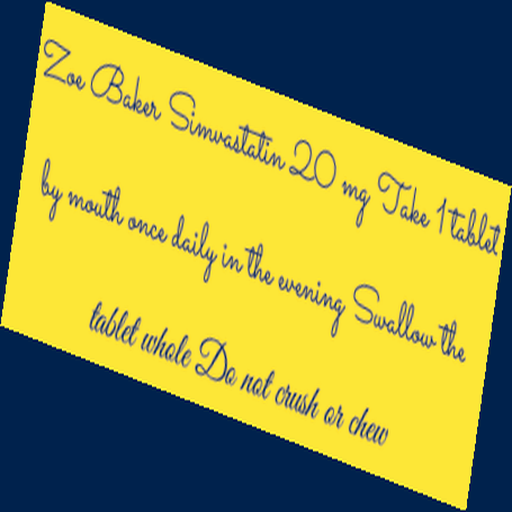 Zoe Baker Simvastatin 20 mg Take 1 tablet
by mouth once daily in the evening Swallow the
tablet whole Do not crush or chew